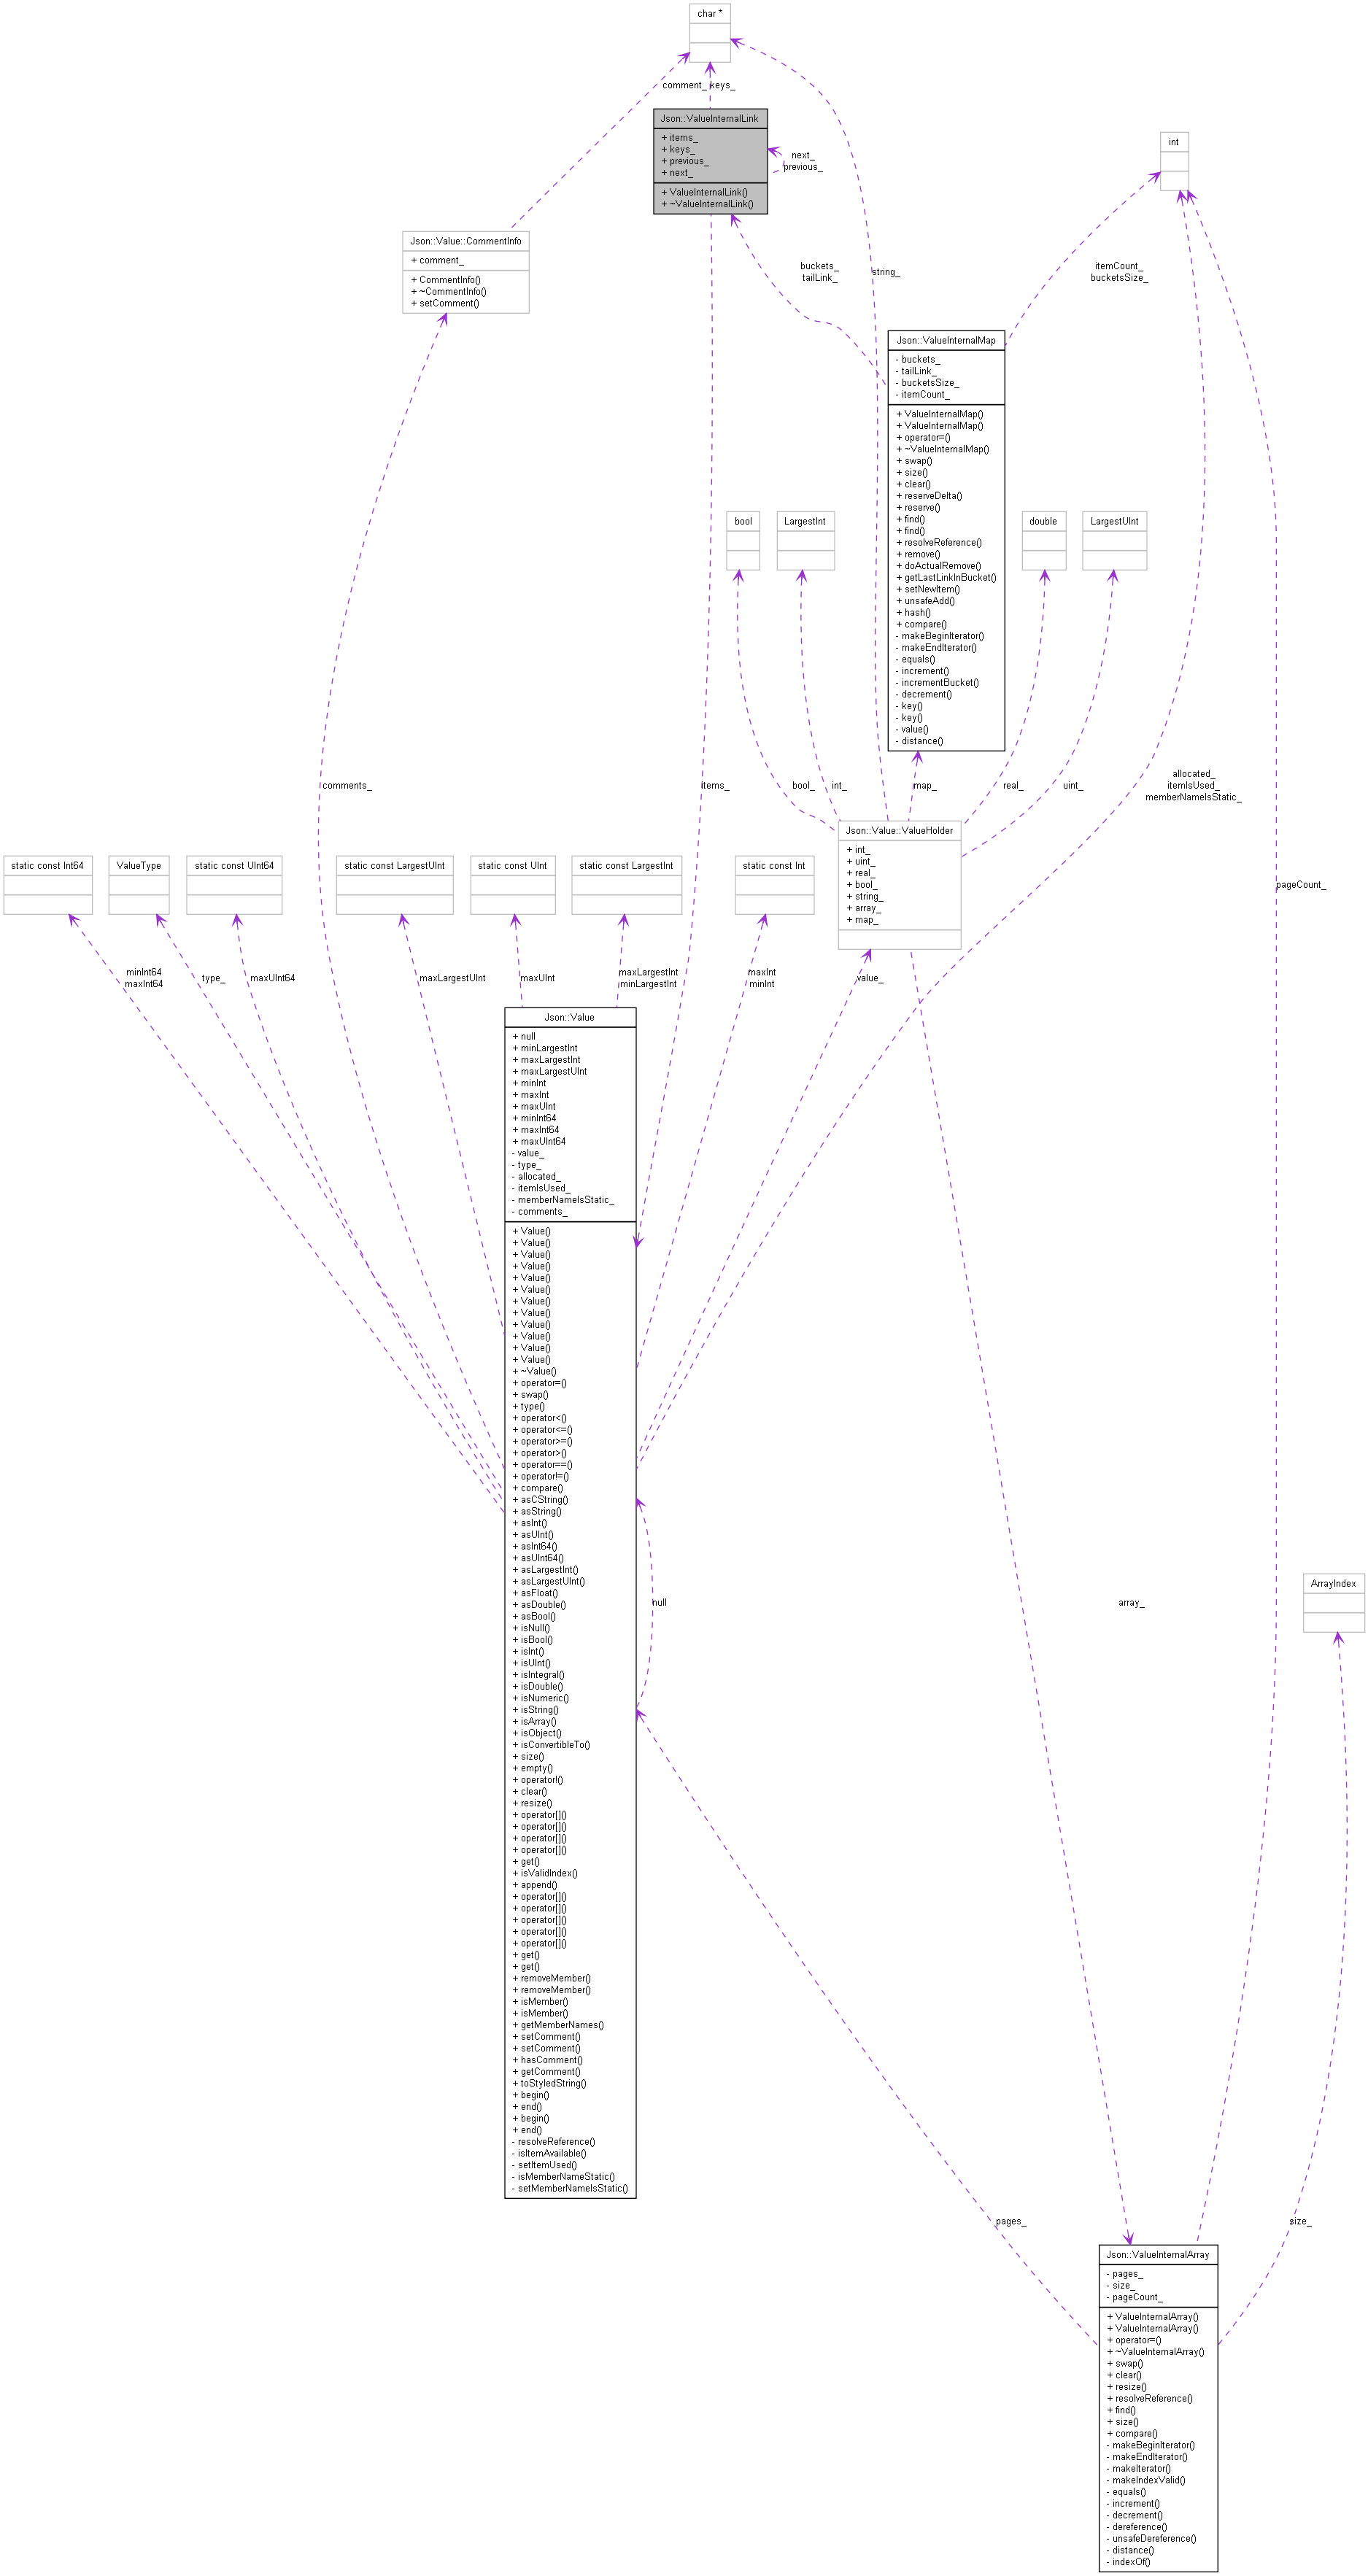 char *
comment_
keys_
Json::ValueInternalLink
+ items_
+ keys_
+ previous_
+ next_
+ ValueInternalLink()
+ ~ValueInternalLink()
next_
previous_
int
Json::Value::CommentInfo
+ comment_
+ CommentInfo()
+ ~CommentInfo()
+ setComment()
buckets_
tailLink_
string_
itemCount_
bucketsSize_
Json::ValueInternalMap
- buckets_
- tailLink_
- bucketsSize_
- itemCount_
+ ValueInternalMap()
+ ValueInternalMap()
+ operator=()
+ ~ValueInternalMap()
+ swap()
+ size()
+ clear()
+ reserveDelta()
+ reserve()
+ find()
+ find()
+ resolveReference()
+ remove()
+ doActualRemove()
+ getLastLinkInBucket()
+ setNewItem()
+ unsafeAdd()
+ hash()
+ compare()
- makeBeginIterator()
- makeEndIterator()
- equals()
- increment()
- incrementBucket()
- decrement()
- key()
- key()
- value()
- distance()
bool
LargestInt
double
LargestUInt
comments_
items_
bool_
int_
map_
real_
uint_
allocated_
itemIsUsed_
memberNameIsStatic_
Json::Value::ValueHolder
+ int_
+ uint_
+ real_
+ bool_
+ string_
+ array_
+ map_
static const Int64
ValueType
static const UInt64
static const LargestUInt
static const UInt
static const LargestInt
static const Int
pageCount_
minInt64
maxInt64
type_
maxUInt64
maxLargestUInt
maxUInt
maxLargestInt
minLargestInt
maxInt
minInt
value_
Json::Value
+ null
+ minLargestInt
+ maxLargestInt
+ maxLargestUInt
+ minInt
+ maxInt
+ maxUInt
+ minInt64
+ maxInt64
+ maxUInt64
- value_
- type_
- allocated_
- itemIsUsed_
- memberNameIsStatic_
- comments_
+ Value()
+ Value()
+ Value()
+ Value()
+ Value()
+ Value()
+ Value()
+ Value()
+ Value()
+ Value()
+ Value()
+ Value()
+ ~Value()
+ operator=()
+ swap()
+ type()
+ operator<()
+ operator<=()
+ operator>=()
+ operator>()
+ operator==()
+ operator!=()
+ compare()
+ asCString()
+ asString()
+ asInt()
+ asUInt()
+ asInt64()
+ asUInt64()
+ asLargestInt()
+ asLargestUInt()
+ asFloat()
+ asDouble()
+ asBool()
+ isNull()
+ isBool()
+ isInt()
+ isUInt()
+ isIntegral()
+ isDouble()
+ isNumeric()
+ isString()
+ isArray()
+ isObject()
+ isConvertibleTo()
+ size()
+ empty()
+ operator!()
+ clear()
+ resize()
+ operator[]()
+ operator[]()
+ operator[]()
+ operator[]()
+ get()
+ isValidIndex()
+ append()
+ operator[]()
+ operator[]()
+ operator[]()
+ operator[]()
+ operator[]()
+ get()
+ get()
+ removeMember()
+ removeMember()
+ isMember()
+ isMember()
+ getMemberNames()
+ setComment()
+ setComment()
+ hasComment()
+ getComment()
+ toStyledString()
+ begin()
+ end()
+ begin()
+ end()
- resolveReference()
- isItemAvailable()
- setItemUsed()
- isMemberNameStatic()
- setMemberNameIsStatic()
null
array_
ArrayIndex
pages_
size_
Json::ValueInternalArray
- pages_
- size_
- pageCount_
+ ValueInternalArray()
+ ValueInternalArray()
+ operator=()
+ ~ValueInternalArray()
+ swap()
+ clear()
+ resize()
+ resolveReference()
+ find()
+ size()
+ compare()
- makeBeginIterator()
- makeEndIterator()
- makeIterator()
- makeIndexValid()
- equals()
- increment()
- decrement()
- dereference()
- unsafeDereference()
- distance()
- indexOf()